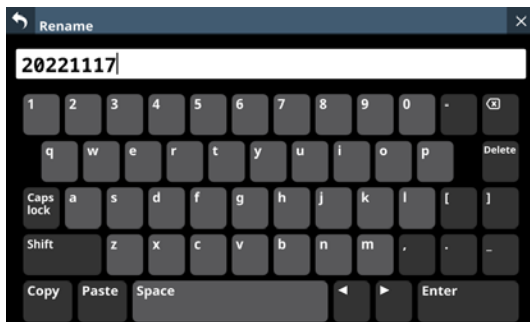 Rename
20221117
1 2 3 4 5 6 7 8 9 0 -
q w e r t y u i o p Delete
Caps lock a s d f g h j k l [ ]
Shift z x c v b n m , . _
Copy Paste Space Enter